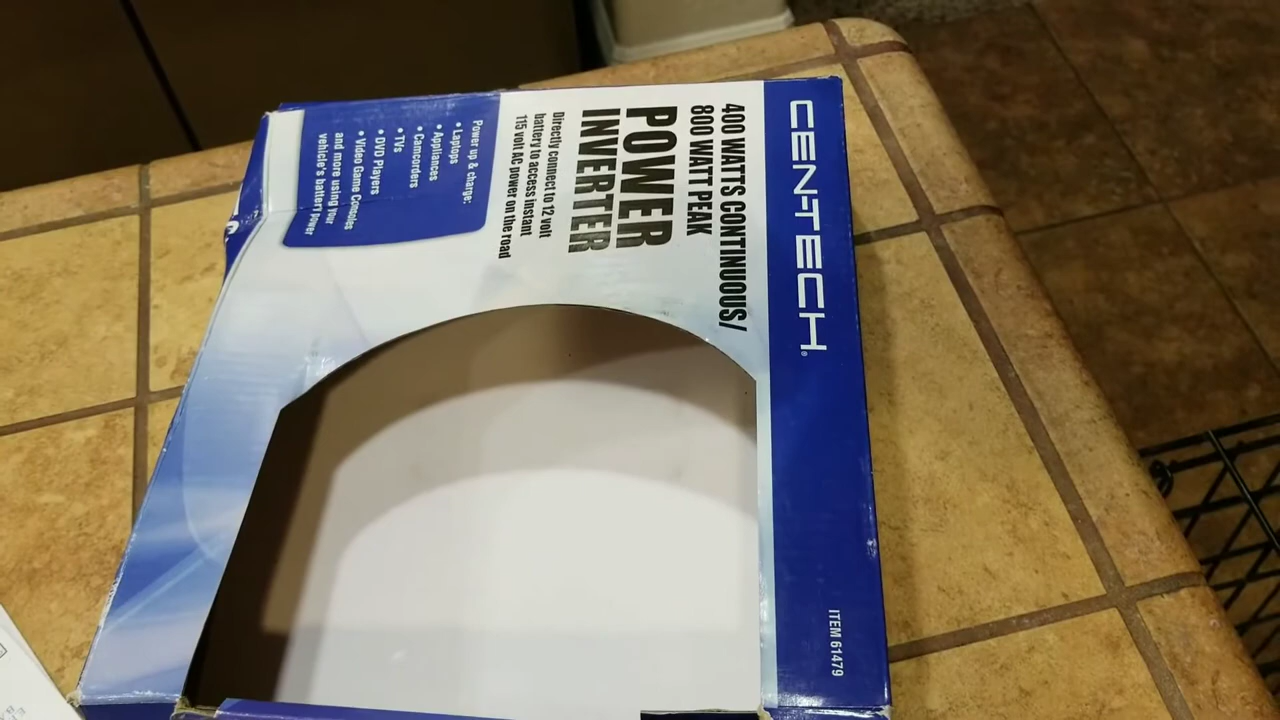 CEN-TECH®
400 WATTS CONTINUOUS/
800 WATT PEAK
POWER
INVERTER
Directly connect to 12 volt
battery to access instant
115 volt AC power on the road
Power up & charge:
• Laptops
• Appliances
• Camcorders
• TVs
• DVD Players
• Video Game Consoles
and more using your
vehicle's battery power
ITEM 61479